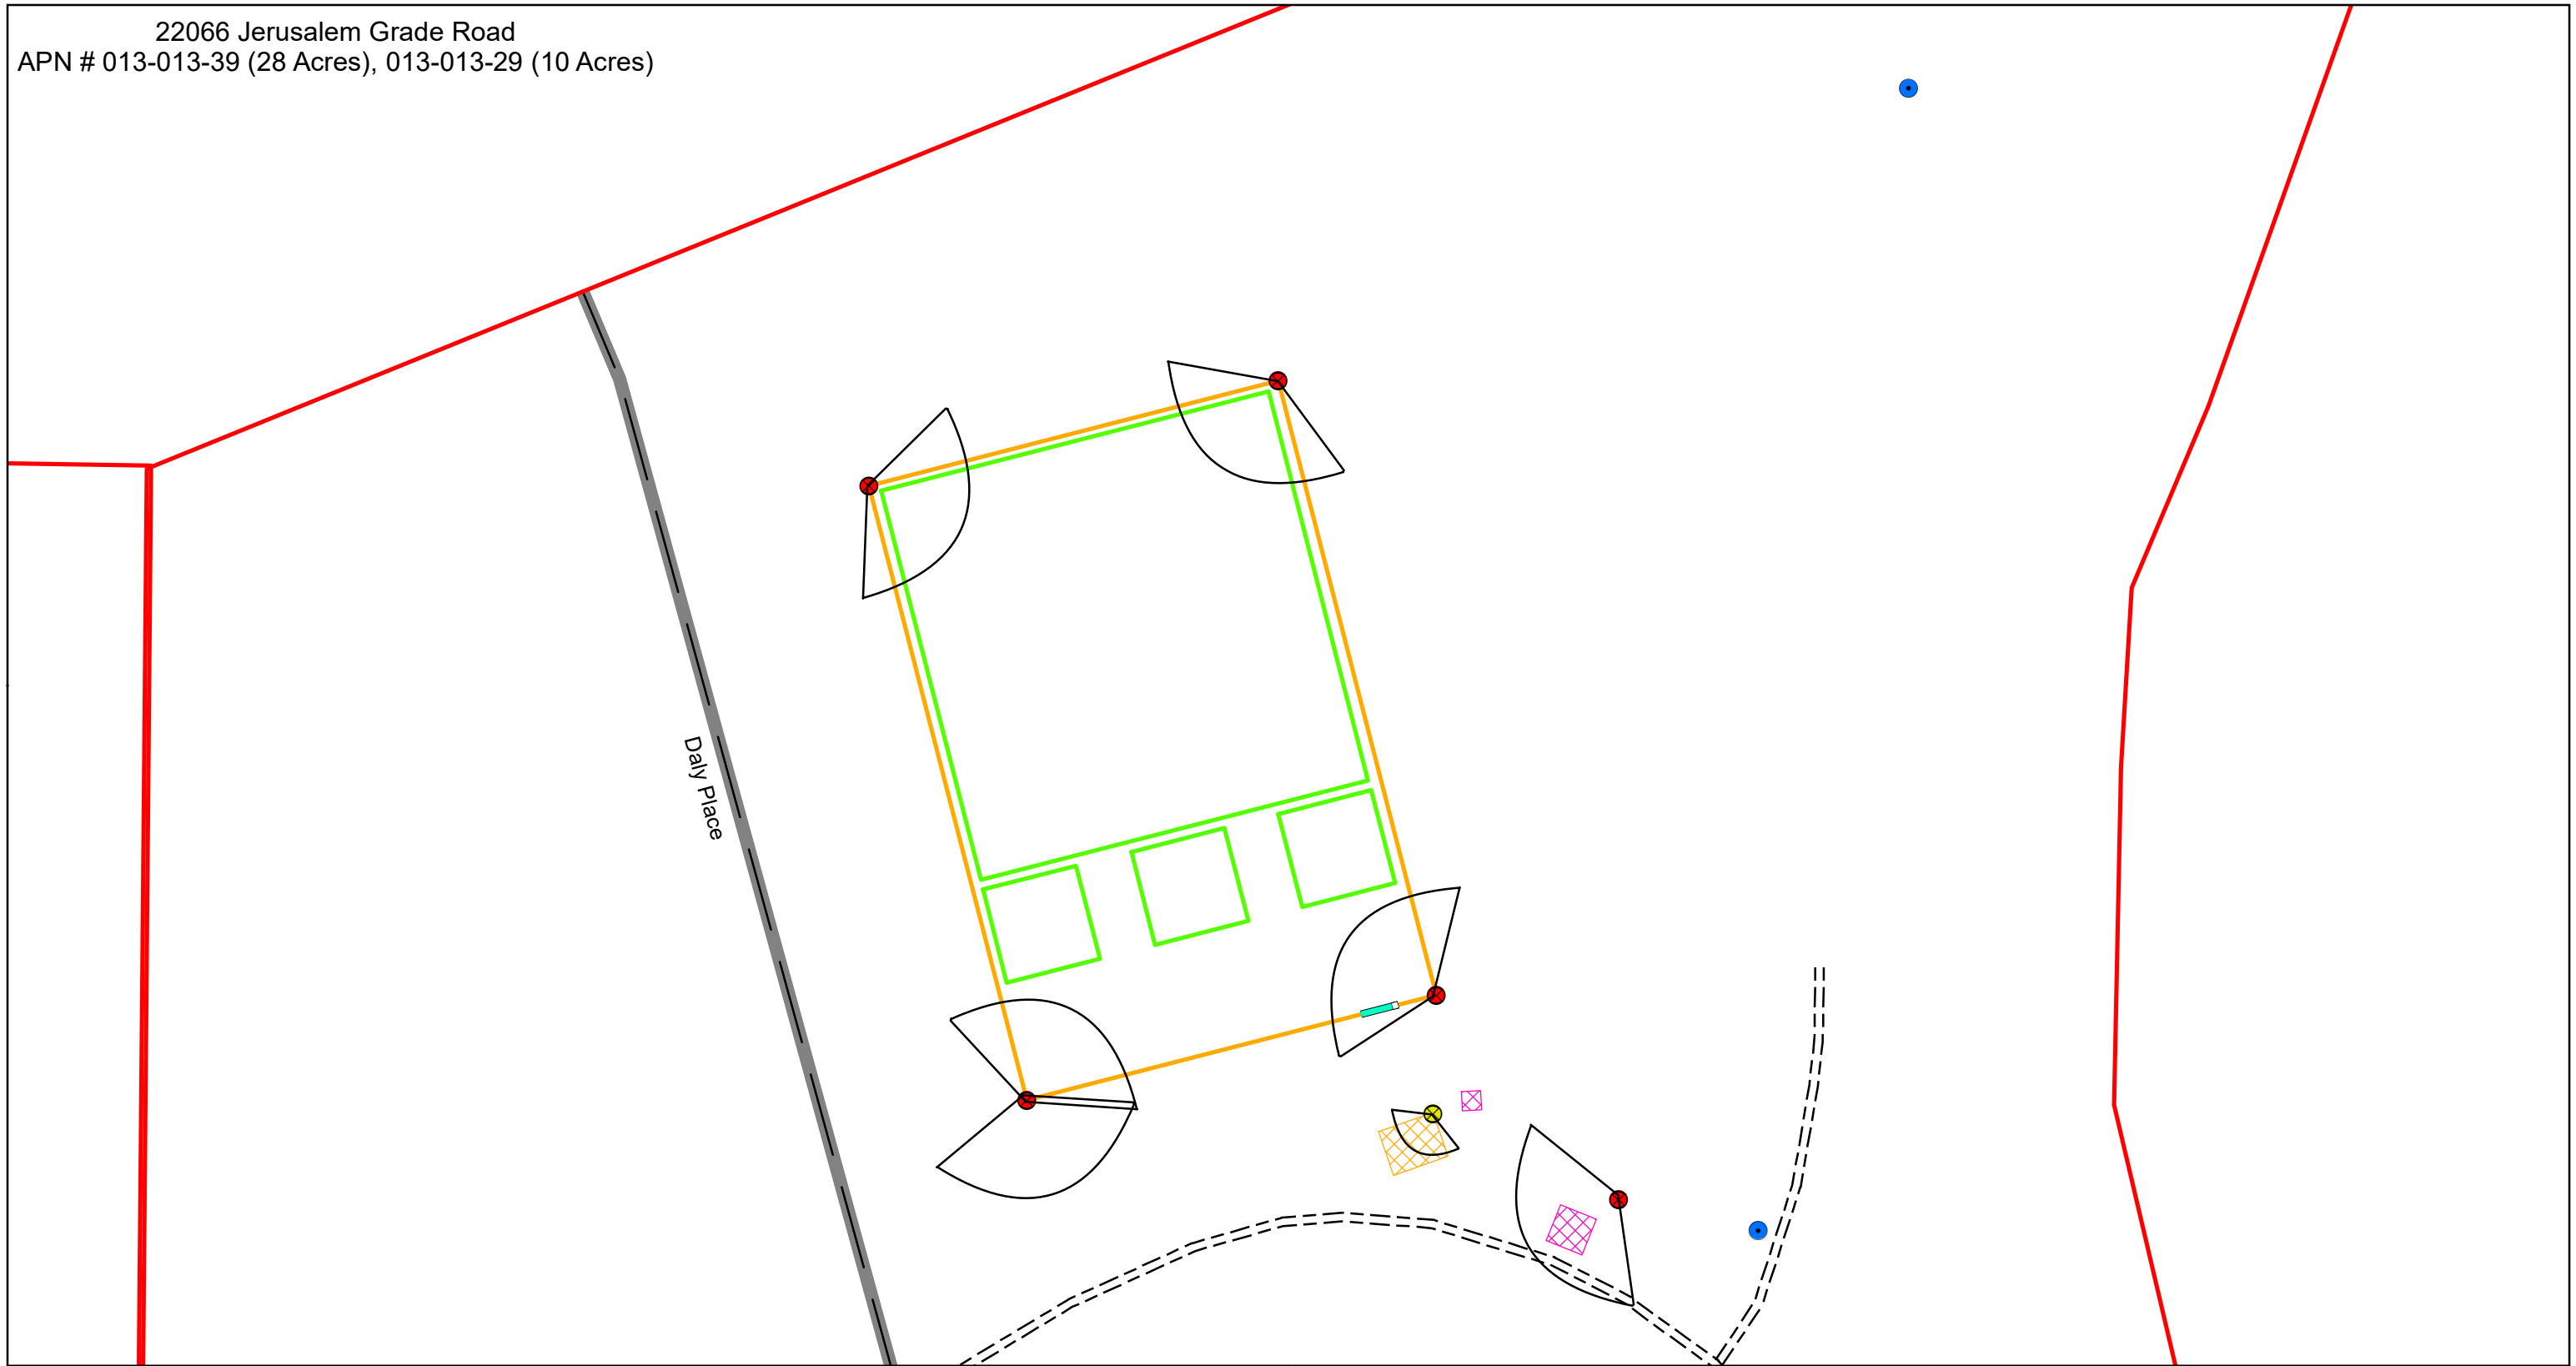 22066 Jerusalem Grade Road
APN # 013-013-39 (28 Acres), 013-013-29 (10 Acres)
Daly Place